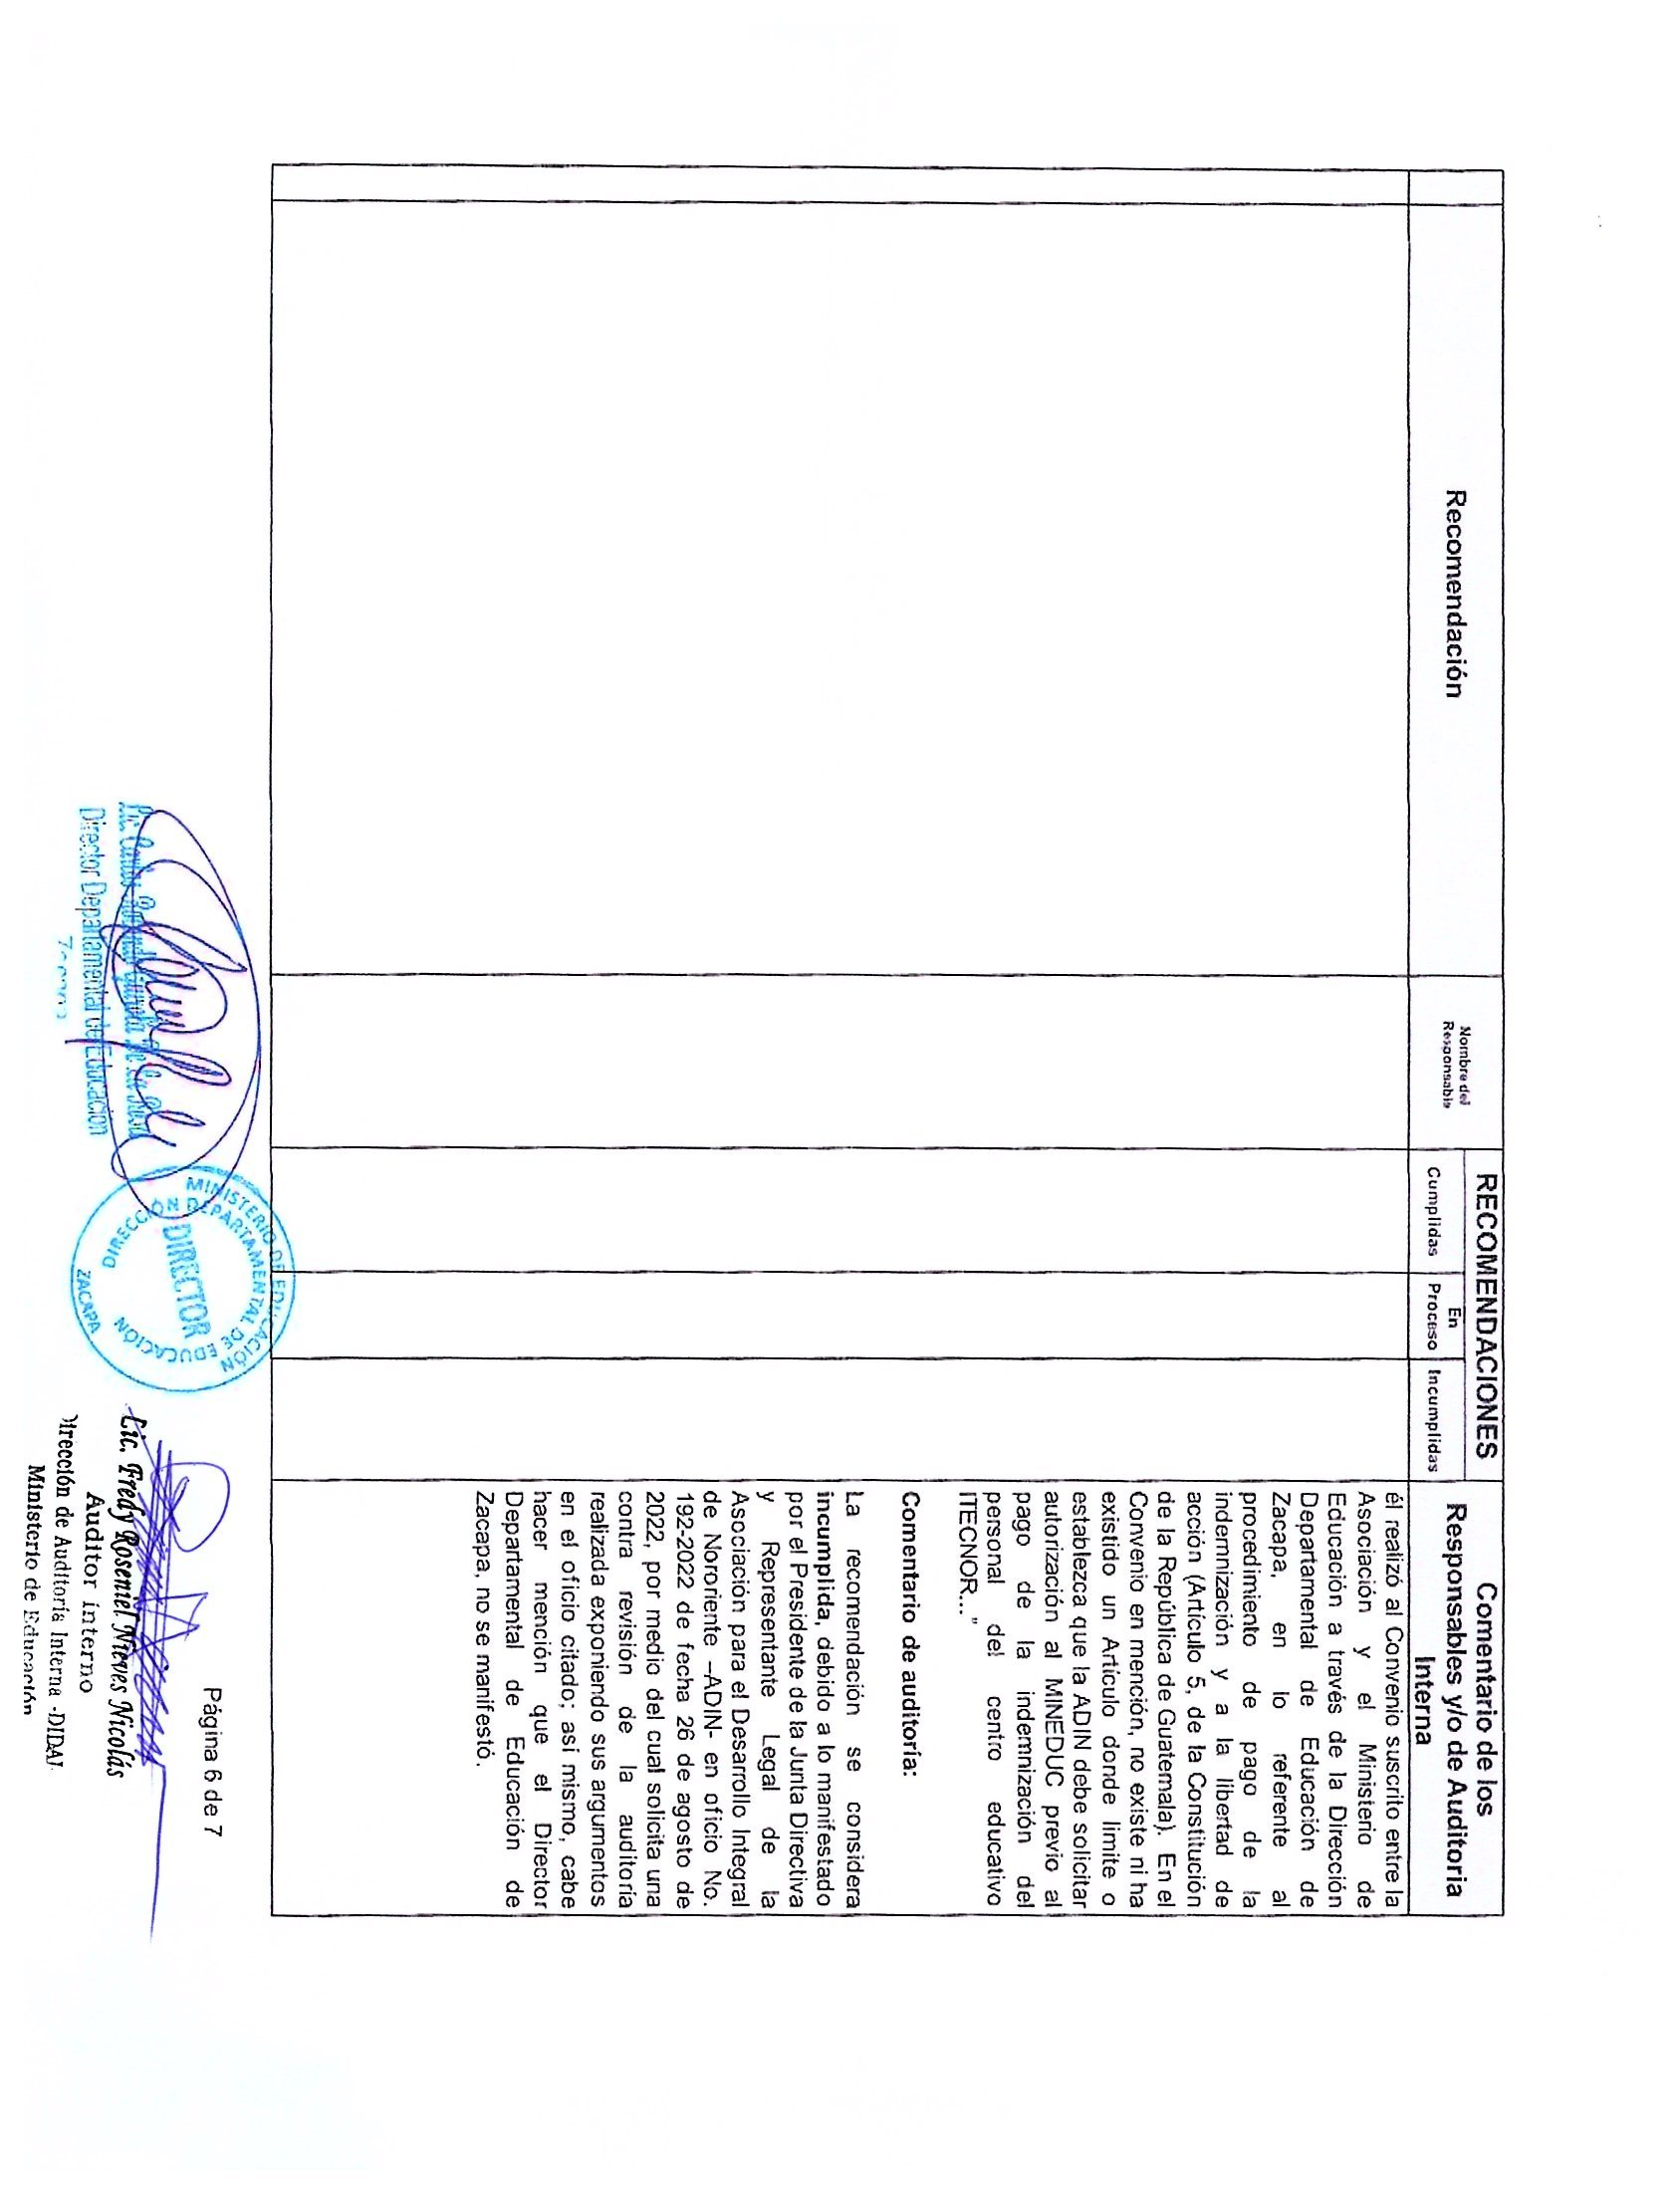 Recomendación
Nombre del
Responsable
RECOMENDACIONES
Cumplidas
En
Proceso
Incumplidas
Comentario de los
Responsables y/o de Auditoria
Interna
él realizó al Convenio suscrito entre la
Asociación y el Ministerio de
Educación a través de la Dirección
Departamental de Educación de
Zacapa, en lo referente al
procedimiento de pago de la
indemnización y a la libertad de
acción (Artículo 5, de la Constitución
de la República de Guatemala). En el
Convenio en mención, no existe ni ha
existido un Artículo donde limite o
establezca que la ADIN debe solicitar
autorización al MINEDUC previo al
pago de la indemnización del
personal del centro educativo
ITECNOR..."
Comentario de auditoría:
La recomendación se considera
incumplida, debido a lo manifestado
por el Presidente de la Junta Directiva
y Representante Legal de la
Asociación para el Desarrollo Integral
de Nororiente –ADIN- en oficio No.
192-2022 de fecha 26 de agosto de
2022, por medio del cual solicita una
contra revisión de la auditoría
realizada exponiendo sus argumentos
en el oficio citado; así mismo, cabe
hacer mención que el Director
Departamental de Educación de
Zacapa, no se manifestó.
Director Departamental de Educacion
MINISTERIO DE EDUCACIÓN
DIRECCIÓN DEPARTAMENTAL DE EDUCACIÓN
DIRECTOR
ZACAPA
Página 6 de 7
Lic. Fredy Rosemel Nieves Nicolás
Auditor interno
Dirección de Auditoría Interna -DIDAI-
Ministerio de Educación